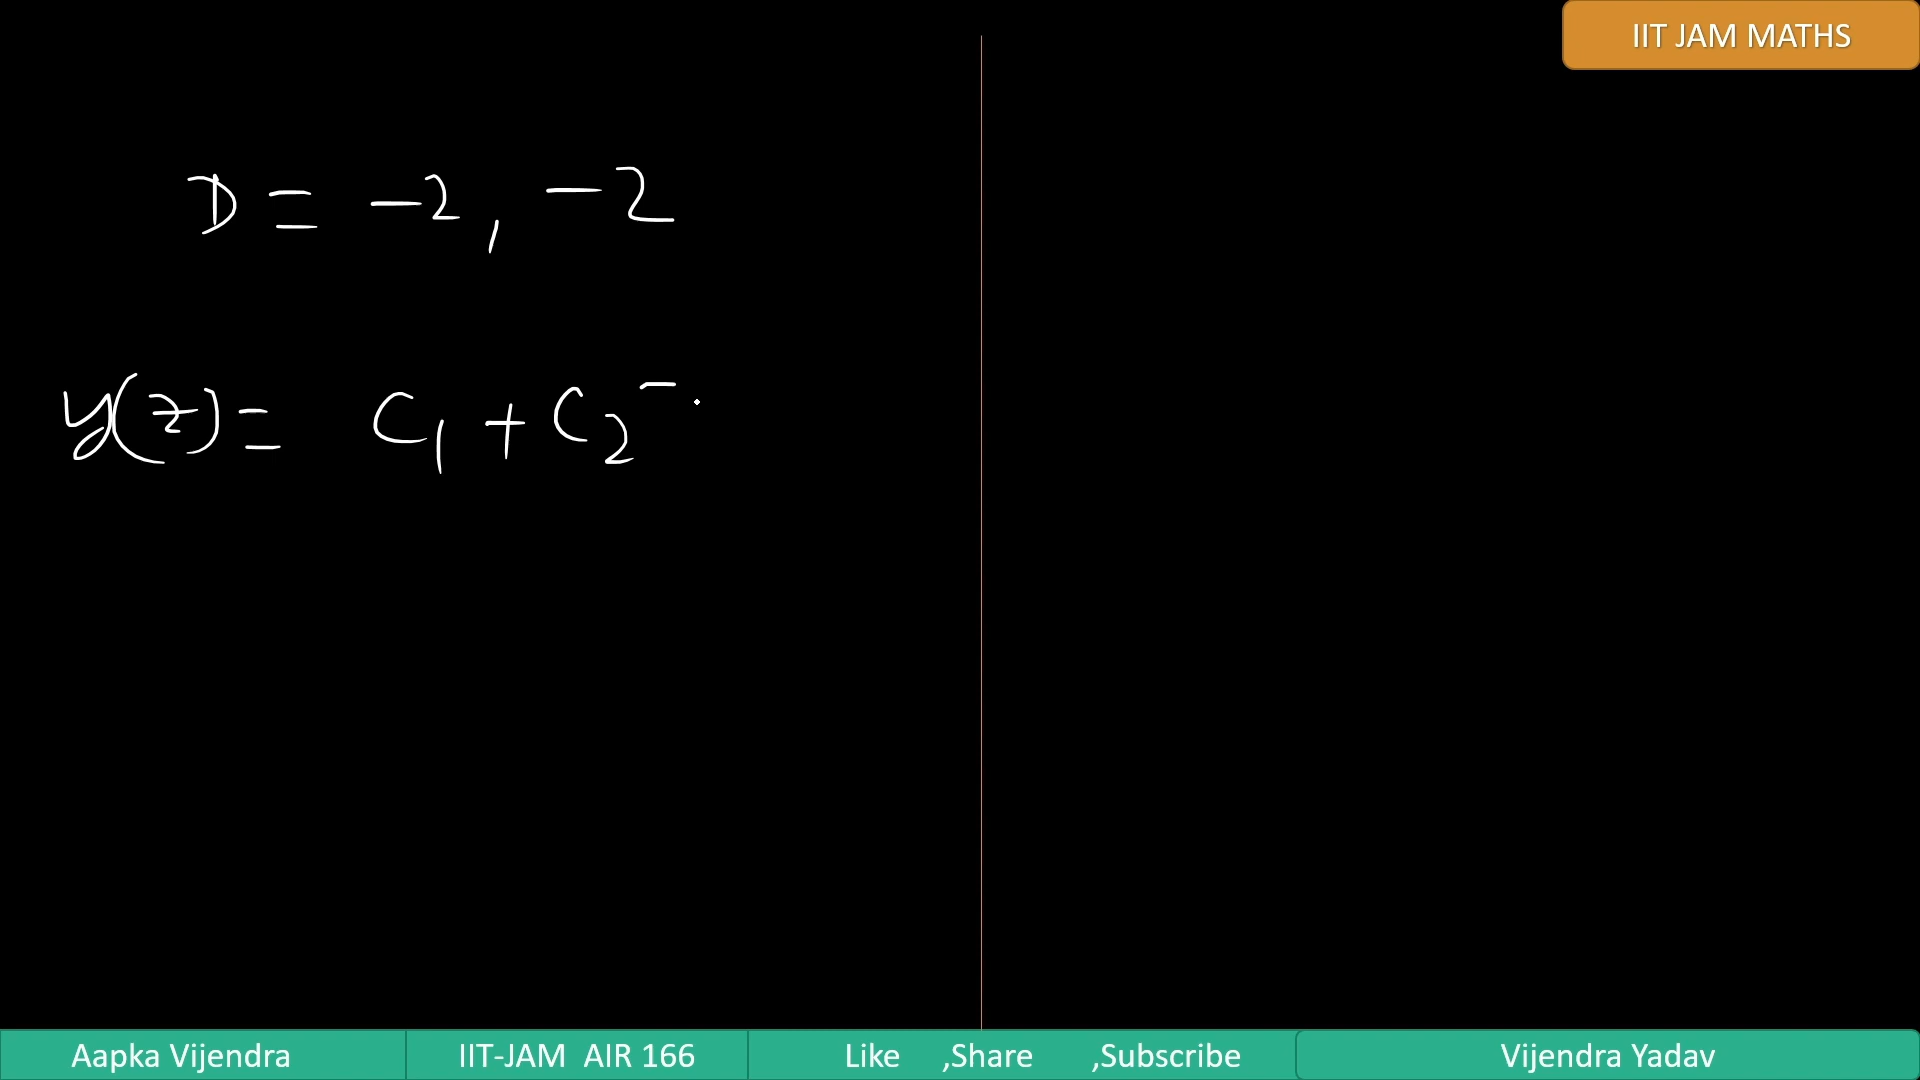 IIT JAM MATHS
D = -2, -2
y(z) = C₁ + C₂ -
Aapka Vijendra
IIT-JAM AIR 166
Like ,Share ,Subscribe
Vijendra Yadav